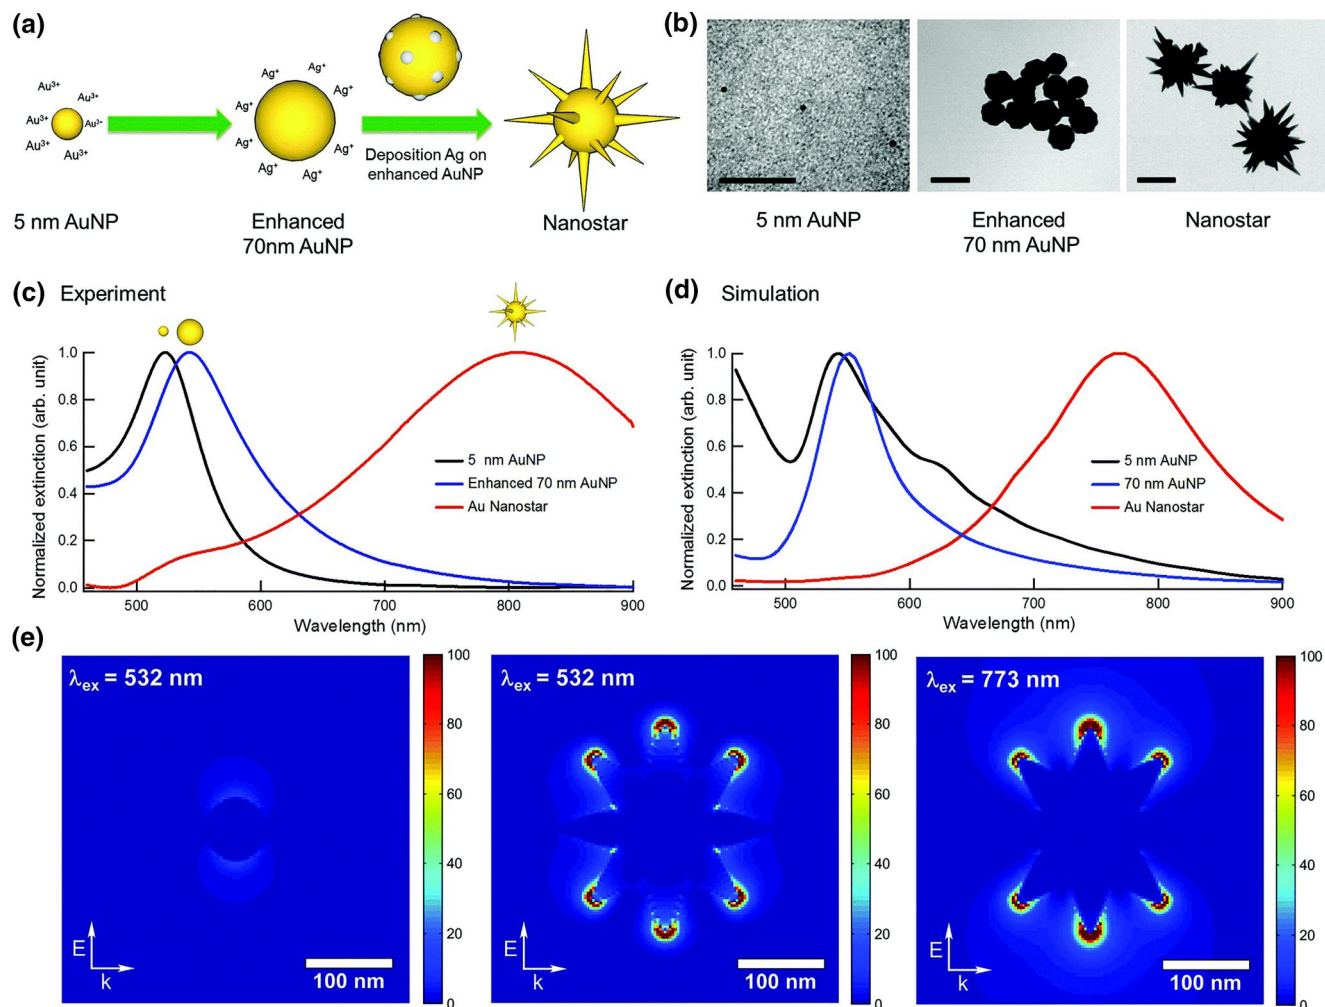 (a)
Au³⁺
Au³⁺
Au³⁺
Au³⁻
Au³⁺
Au³⁺
Ag⁺
Ag⁺
Ag⁺
Ag⁺
Ag⁺
Ag⁺
Ag⁺
Ag⁺
Deposition Ag on
enhanced AuNP
5 nm AuNP
Enhanced
70nm AuNP
Nanostar
(b)
5 nm AuNP
Enhanced
70 nm AuNP
Nanostar
(c) Experiment
Normalized extinction (arb. unit)
1.0
0.8
0.6
0.4
0.2
0.0
500 600 700 800 900
Wavelength (nm)
5 nm AuNP
Enhanced 70 nm AuNP
Au Nanostar
(d) Simulation
Normalized extinction (arb. unit)
1.0
0.8
0.6
0.4
0.2
0.0
500 600 700 800 900
Wavelength (nm)
5 nm AuNP
70 nm AuNP
Au Nanostar
(e)
λex = 532 nm
E
k
100 nm
100
80
60
40
20
0
λex = 532 nm
E
k
100 nm
100
80
60
40
20
0
λex = 773 nm
E
k
100 nm
100
80
60
40
20
0